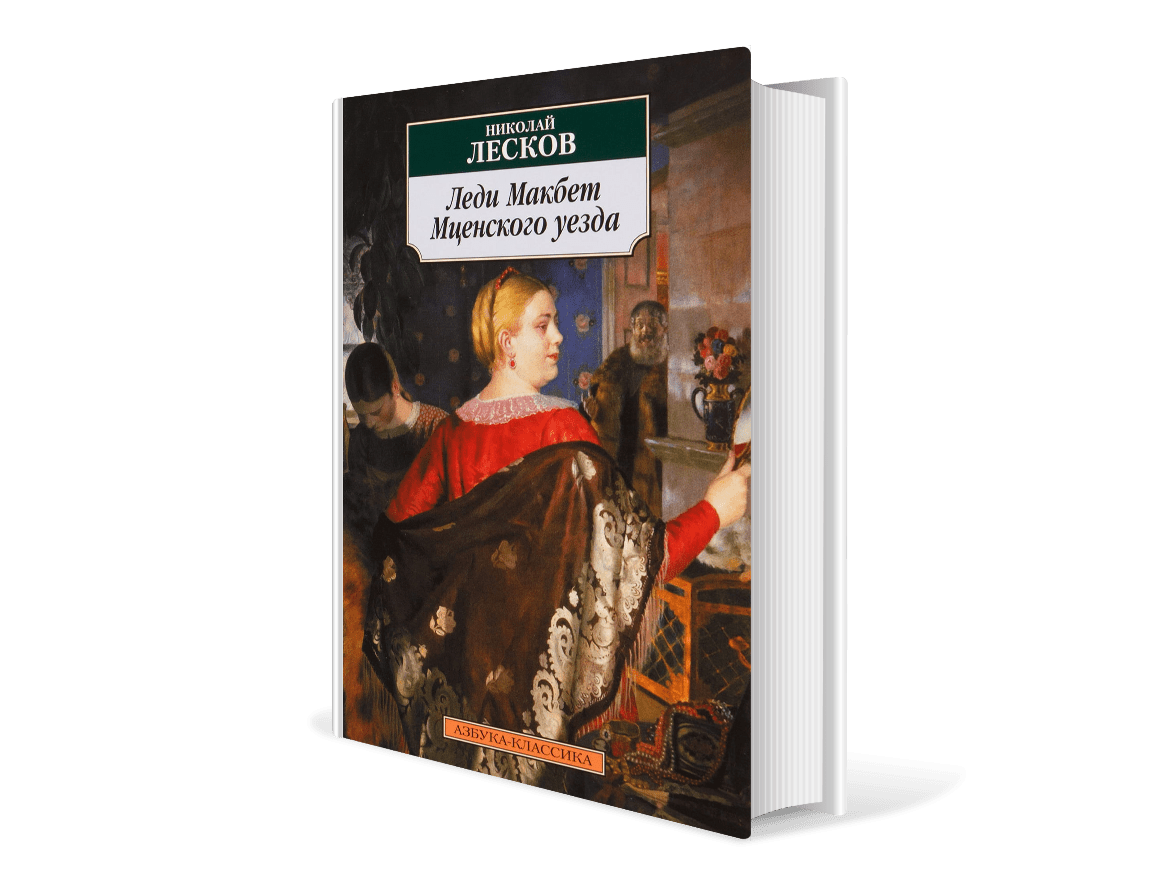 НИКОЛАЙ
ЛЕСКОВ
Леди Макбет
Мценского уезда
АЗБУКА-КЛАССИКА